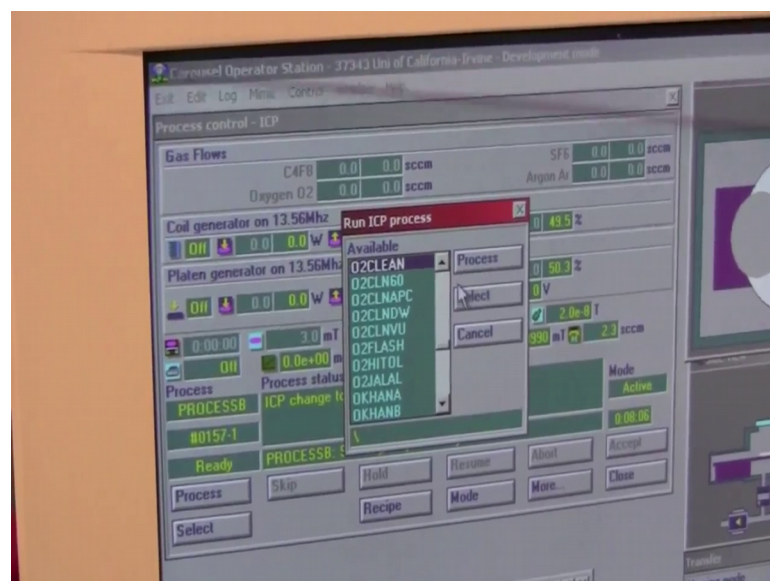 Carousel Operator Station - 37343 Uni of California-Irvine - Development mode
Exit Edit Log Mimic Control
Process control - ICP
Gas Flows
C4F8 0.0 0.0 sccm SF6 0.0 0.0 sccm
Oxygen O2 0.0 0.0 sccm Argon Ar 0.0 0.0 sccm
Coil generator on 13.56Mhz
Off 0.0 0.0 W 49.5 %
Platen generator on 13.56Mhz
Off 0.0 0.0 W 50.3 %
0 V
2.0e-8 T
0:00:00 3.0 mT 990 mT 2.3 sccm
Off 0.0e+00
Process Process status Mode
PROCESSB ICP change to Active
#0157-1 0:08:06
Ready PROCESSB:
Process Skip Hold Resume Abort Accept
Select Recipe Mode More... Close
Run ICP process
Available
O2CLEAN
O2CLN60
O2CLNAPC
O2CLNDW
O2CLNVU
O2FLASH
O2HITOL
O2JALAL
OKHANA
OKHANB
\
Process
Select
Cancel
Transfer